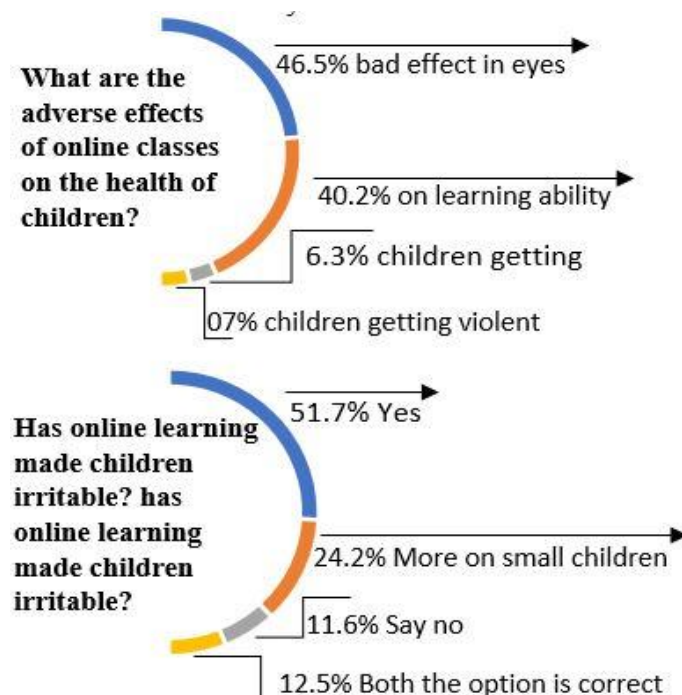 What are the
adverse effects
of online classes
on the health of
children?
46.5% bad effect in eyes
40.2% on learning ability
6.3% children getting
07% children getting violent
Has online learning
made children
irritable? has
online learning
made children
irritable?
51.7% Yes
24.2% More on small children
11.6% Say no
12.5% Both the option is correct